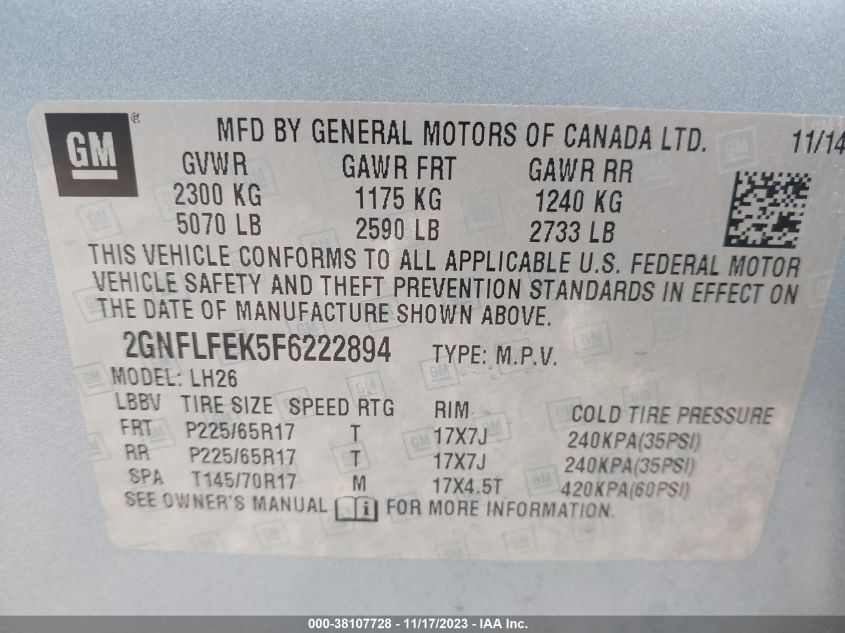 GM ® MFD BY GENERAL MOTORS OF CANADA LTD. 11/14
GVWR GAWR FRT GAWR RR
2300 KG 1175 KG 1240 KG
5070 LB 2590 LB 2733 LB
THIS VEHICLE CONFORMS TO ALL APPLICABLE U.S. FEDERAL MOTOR
VEHICLE SAFETY AND THEFT PREVENTION STANDARDS IN EFFECT ON
THE DATE OF MANUFACTURE SHOWN ABOVE.
2GNFLFEK5F6222894 TYPE: M.P.V.
MODEL: LH26
LBBV TIRE SIZE SPEED RTG RIM COLD TIRE PRESSURE
FRT P225/65R17 T 17X7J 240KPA(35PSI)
RR P225/65R17 T 17X7J 240KPA(35PSI)
SPA T145/70R17 M 17X4.5T 420KPA(60PSI)
SEE OWNER'S MANUAL i FOR MORE INFORMATION.
000-38107728 - 11/17/2023 - IAA Inc.